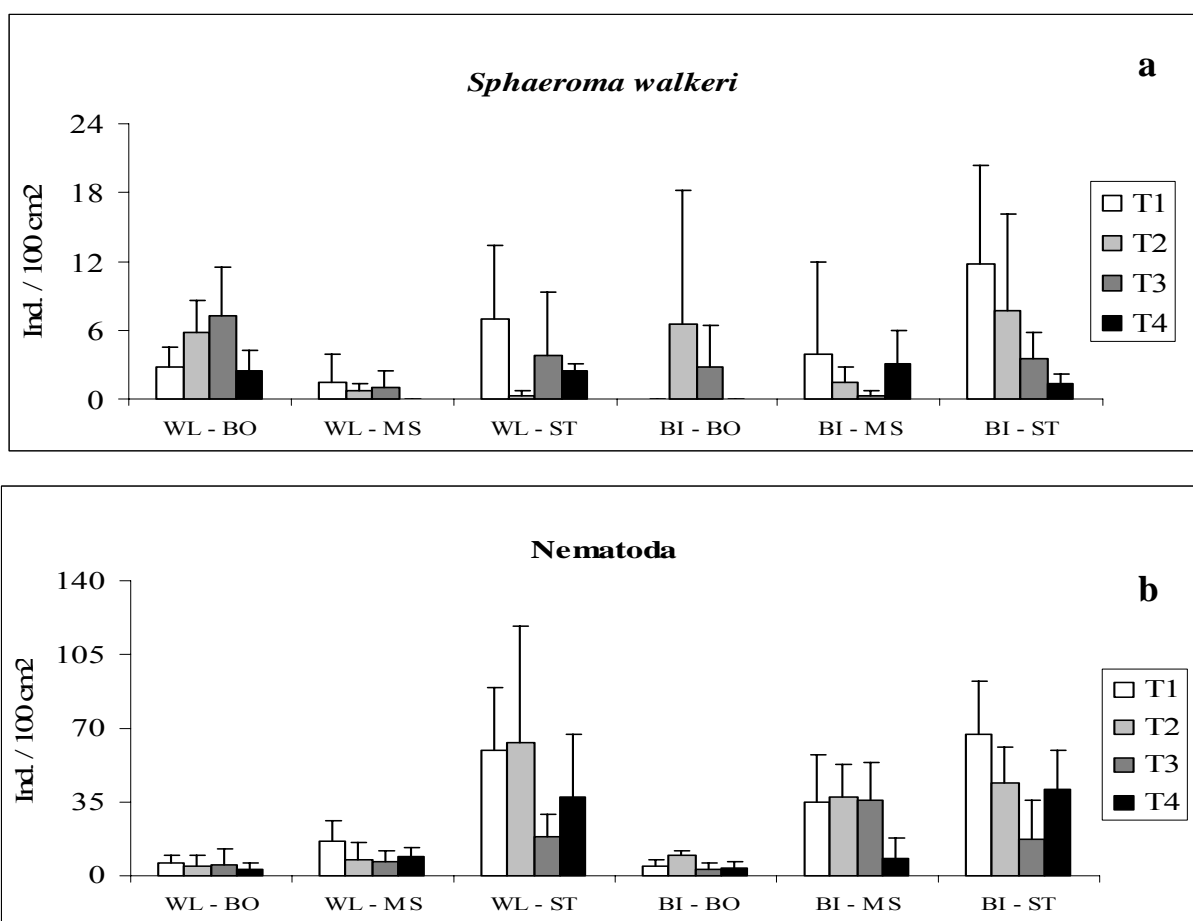 a
Sphaeroma walkeri
24
18
12
6
0
Ind. / 100 cm2
WL - BO
WL - MS
WL - ST
BI - BO
BI - MS
BI - ST
T1
T2
T3
T4
b
Nematoda
140
105
70
35
0
Ind. / 100 cm2
WL - BO
WL - MS
WL - ST
BI - BO
BI - MS
BI - ST
T1
T2
T3
T4